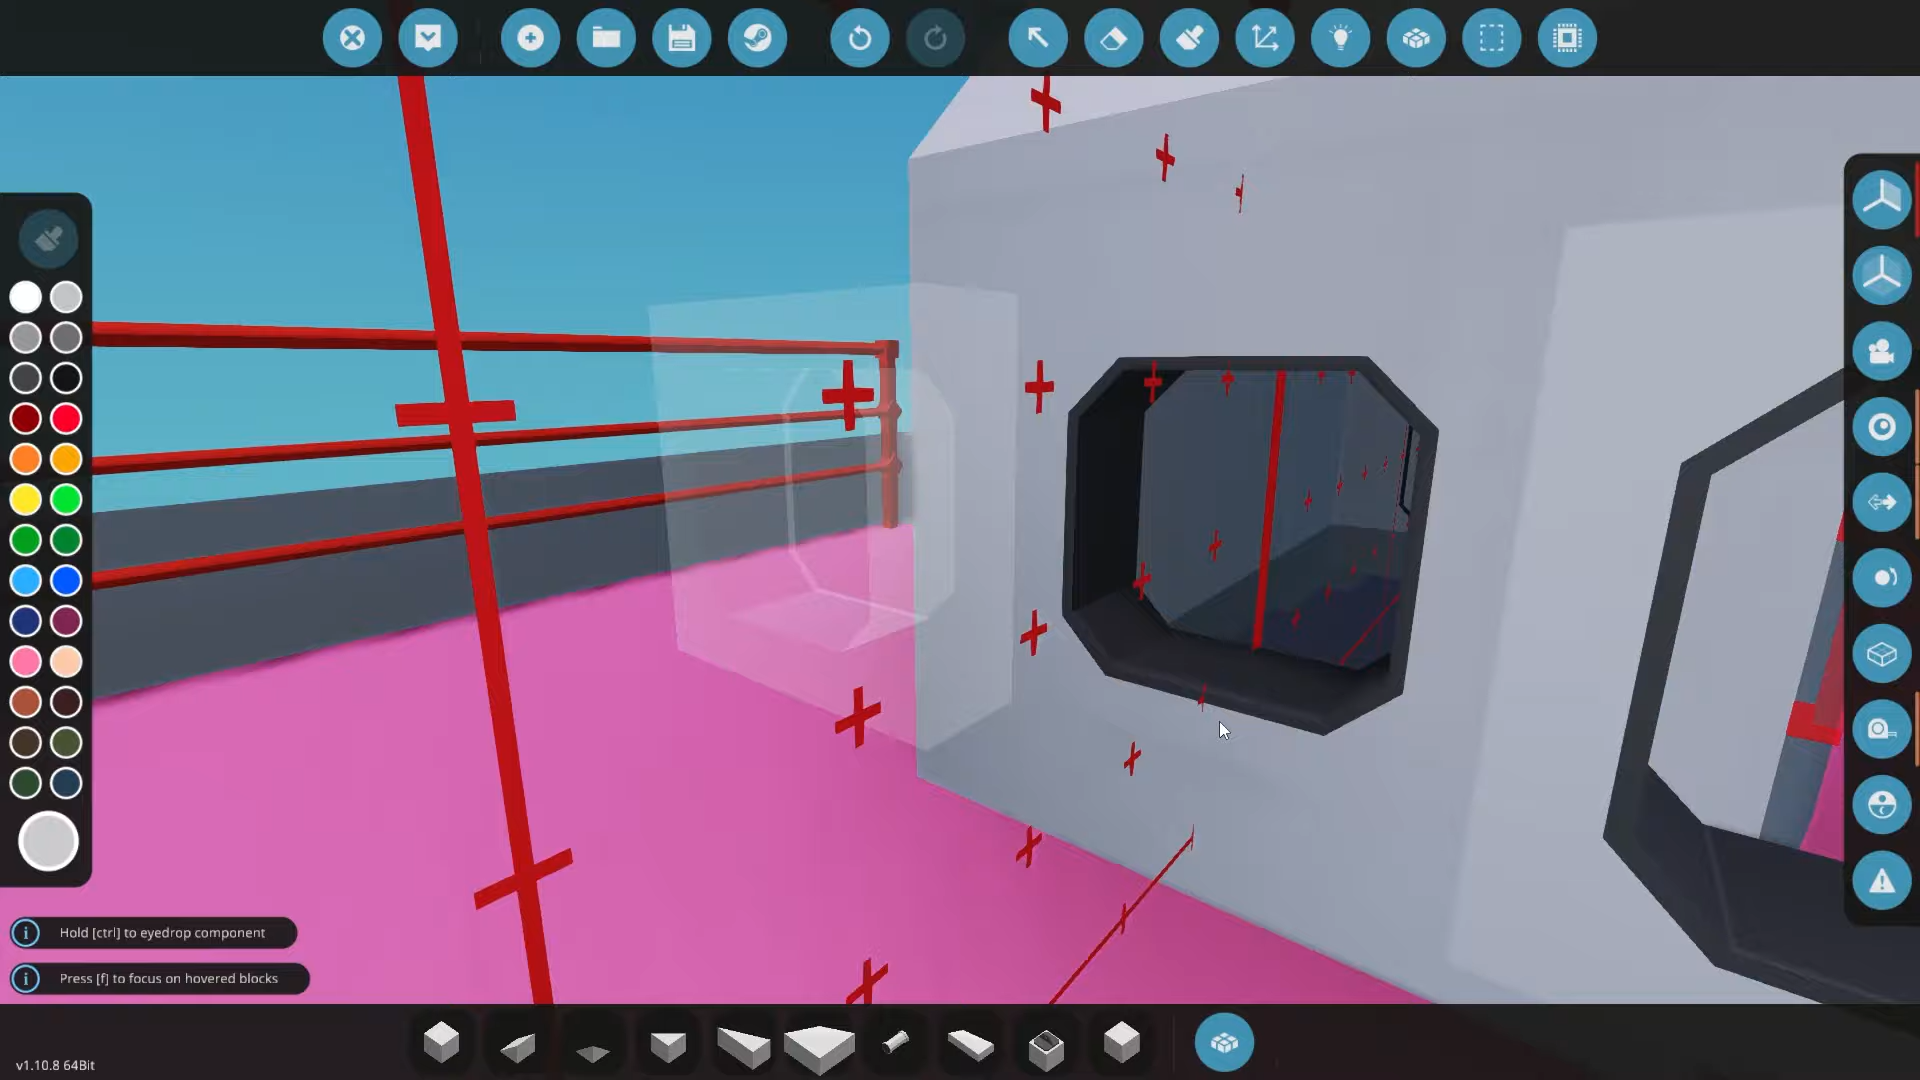 Hold [ctrl] to eyedrop component
Press [f] to focus on hovered blocks
v1.10.8 64Bit